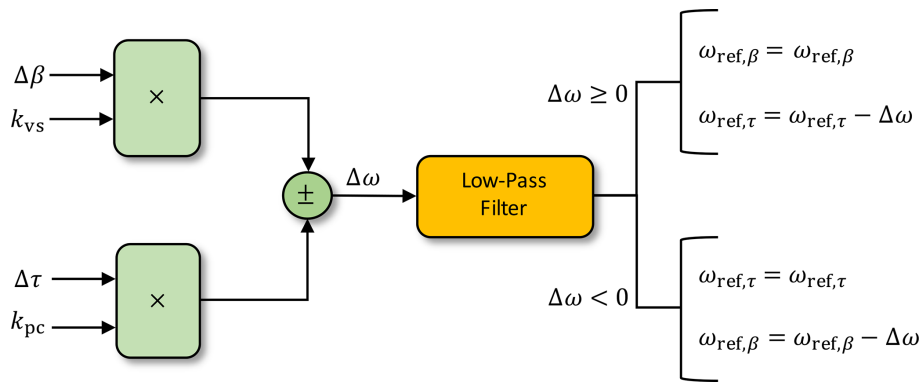 Δβ
k_vs
×
Δτ
k_pc
×
±
Δω
Low-Pass
Filter
Δω ≥ 0
ω_ref,β = ω_ref,β
ω_ref,τ = ω_ref,τ − Δω
Δω < 0
ω_ref,τ = ω_ref,τ
ω_ref,β = ω_ref,β − Δω